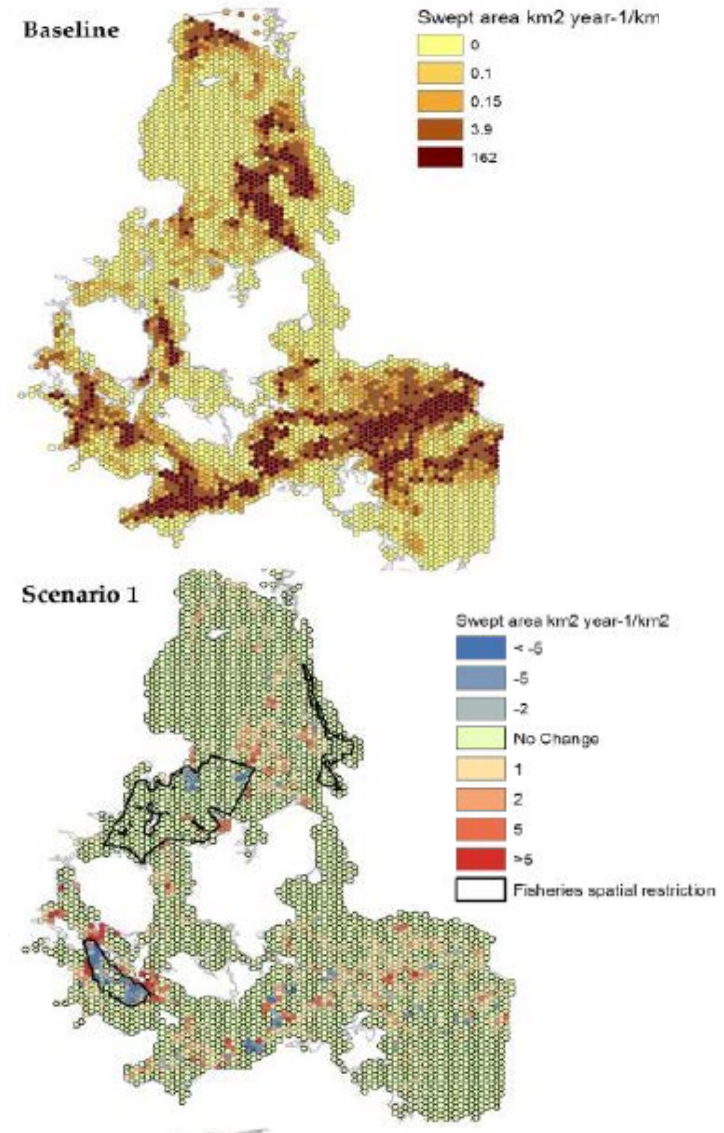 Baseline
Swept area km2 year-1/km
0
0.1
0.15
3.9
162
Scenario 1
Swept area km2 year-1/km2
< -5
-5
-2
No Change
1
2
5
>5
Fisheries spatial restriction